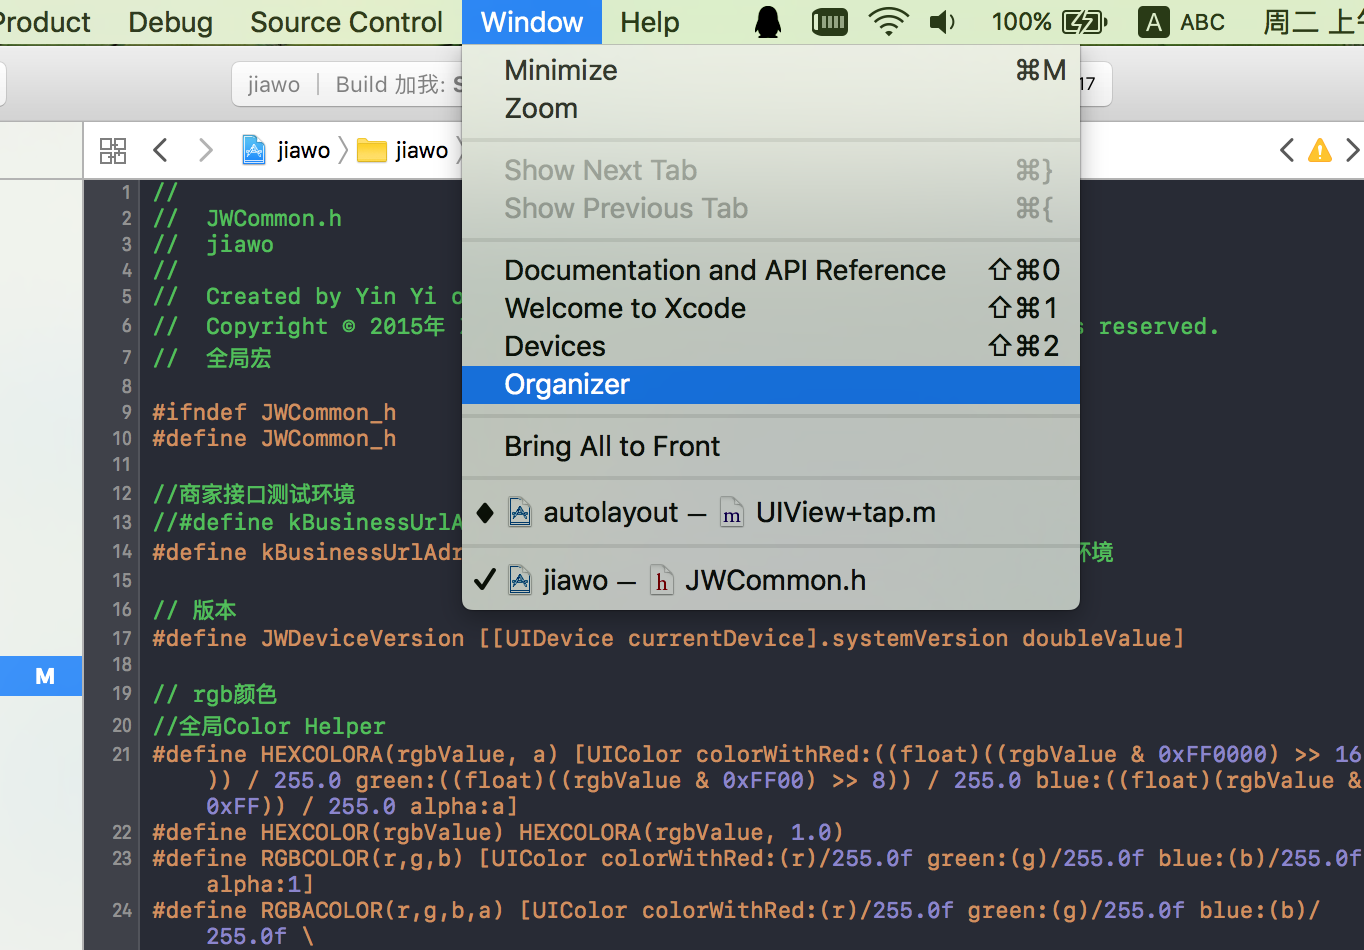 Product Debug Source Control Window Help 100% A ABC 周二 上
jiawo | Build 加我: 17
jiawo jiawo
Minimize ⌘M
Zoom
Show Next Tab ⌘}
Show Previous Tab ⌘{
Documentation and API Reference ⇧⌘0
Welcome to Xcode ⇧⌘1
Devices ⇧⌘2
Organizer
Bring All to Front
◆ autolayout — m UIView+tap.m
✓ jiawo — h JWCommon.h
M
1 //
2 // JWCommon.h
3 // jiawo
4 //
5 // Created by Yin Yi
6 // Copyright © 2015年 reserved.
7 // 全局宏
8
9 #ifndef JWCommon_h
10 #define JWCommon_h
11
12 //商家接口测试环境
13 //#define kBusinessUrlA
14 #define kBusinessUrlAdr 环境
15
16 // 版本
17 #define JWDeviceVersion [[UIDevice currentDevice].systemVersion doubleValue]
18
19 // rgb颜色
20 //全局Color Helper
21 #define HEXCOLORA(rgbValue, a) [UIColor colorWithRed:((float)((rgbValue & 0xFF0000) >> 16
)) / 255.0 green:((float)((rgbValue & 0xFF00) >> 8)) / 255.0 blue:((float)(rgbValue &
0xFF)) / 255.0 alpha:a]
22 #define HEXCOLOR(rgbValue) HEXCOLORA(rgbValue, 1.0)
23 #define RGBCOLOR(r,g,b) [UIColor colorWithRed:(r)/255.0f green:(g)/255.0f blue:(b)/255.0f
alpha:1]
24 #define RGBACOLOR(r,g,b,a) [UIColor colorWithRed:(r)/255.0f green:(g)/255.0f blue:(b)/
255.0f \